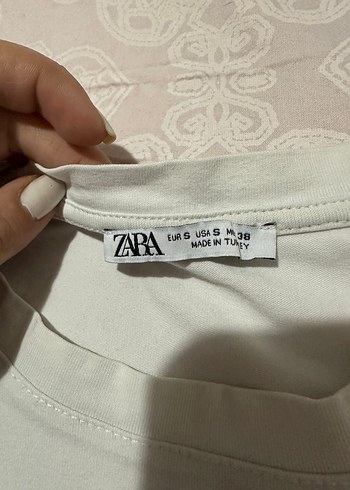 ZARA
EUR S USA S MEX 38
MADE IN TURKEY